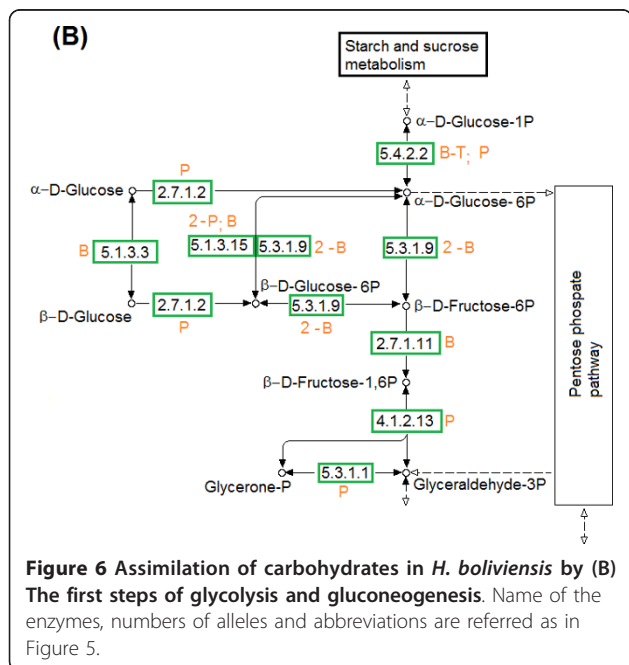 (B)
Starch and sucrose
metabolism
α-D-Glucose-1P
5.4.2.2 B-T; P
P
α-D-Glucose 2.7.1.2 α-D-Glucose- 6P
2-P; B
5.1.3.15 5.3.1.9 2 -B 5.3.1.9 2 -B
B 5.1.3.3
β-D-Glucose- 6P
β-D-Glucose 2.7.1.2 5.3.1.9 β-D-Fructose-6P
P 2-B
2.7.1.11 B
β-D-Fructose-1,6P
4.1.2.13 P
5.3.1.1
Glycerone-P P Glyceraldehyde-3P
Pentose phospate
pathway
Figure 6 Assimilation of carbohydrates in H. boliviensis by (B)
The first steps of glycolysis and gluconeogenesis. Name of the
enzymes, numbers of alleles and abbreviations are referred as in
Figure 5.